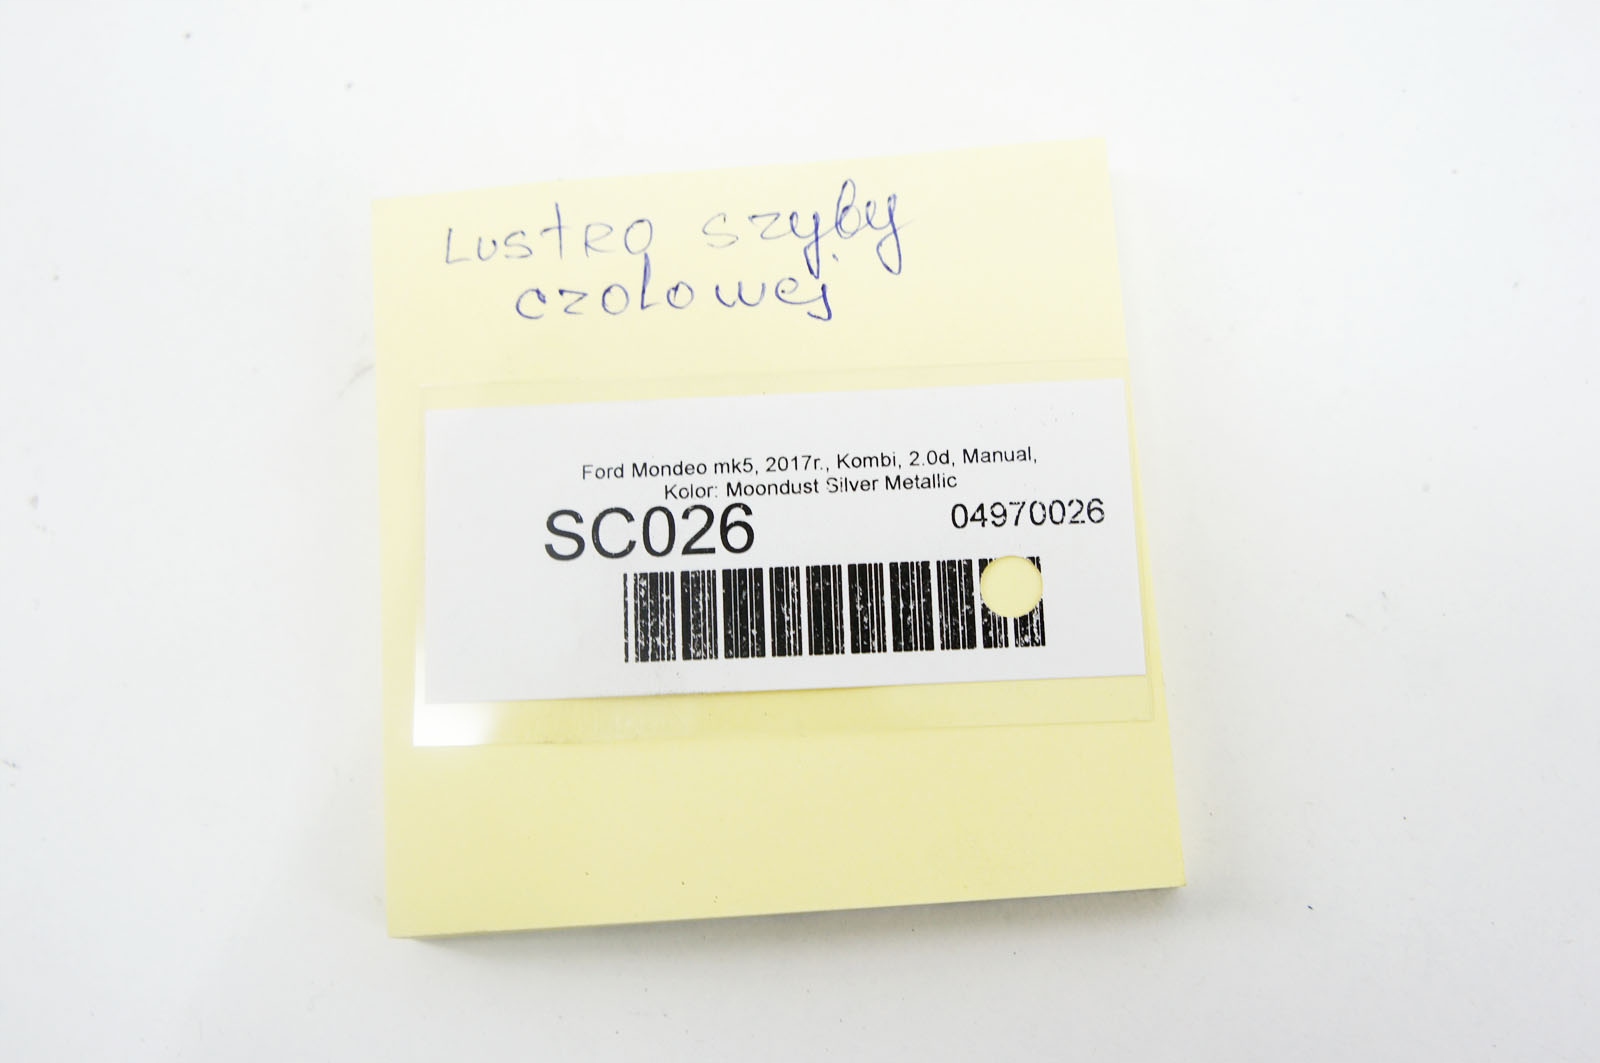 Lustro szyby
czolowej
Ford Mondeo mk5, 2017r., Kombi, 2.0d, Manual,
Kolor: Moondust Silver Metallic
SC026
04970026